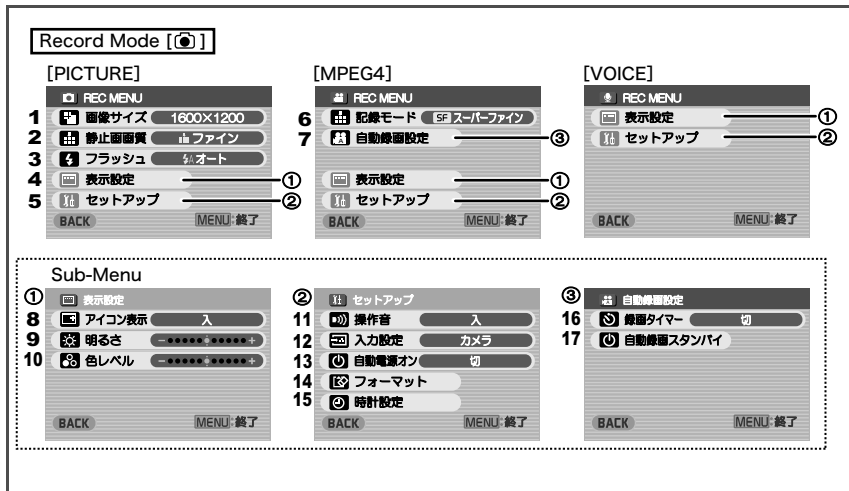 Record Mode [ ]
[PICTURE]
REC MENU
1 画像サイズ 1600×1200
2 静止画画質 ファイン
3 フラッシュ ⚡A オート
4 表示設定 ①
5 セットアップ ②
BACK MENU:終了
[MPEG4]
REC MENU
6 記録モード SF スーパーファイン
7 自動録画設定 ③
表示設定 ①
セットアップ ②
BACK MENU:終了
[VOICE]
REC MENU
表示設定 ①
セットアップ ②
BACK MENU:終了
Sub-Menu
① 表示設定
8 アイコン表示 入
9 明るさ − +
10 色レベル − +
BACK MENU:終了
② セットアップ
11 操作音 入
12 入力設定 カメラ
13 自動電源オン 切
14 フォーマット
15 時計設定
BACK MENU:終了
③ 自動録画設定
16 録画タイマー 切
17 自動録画スタンバイ
BACK MENU:終了